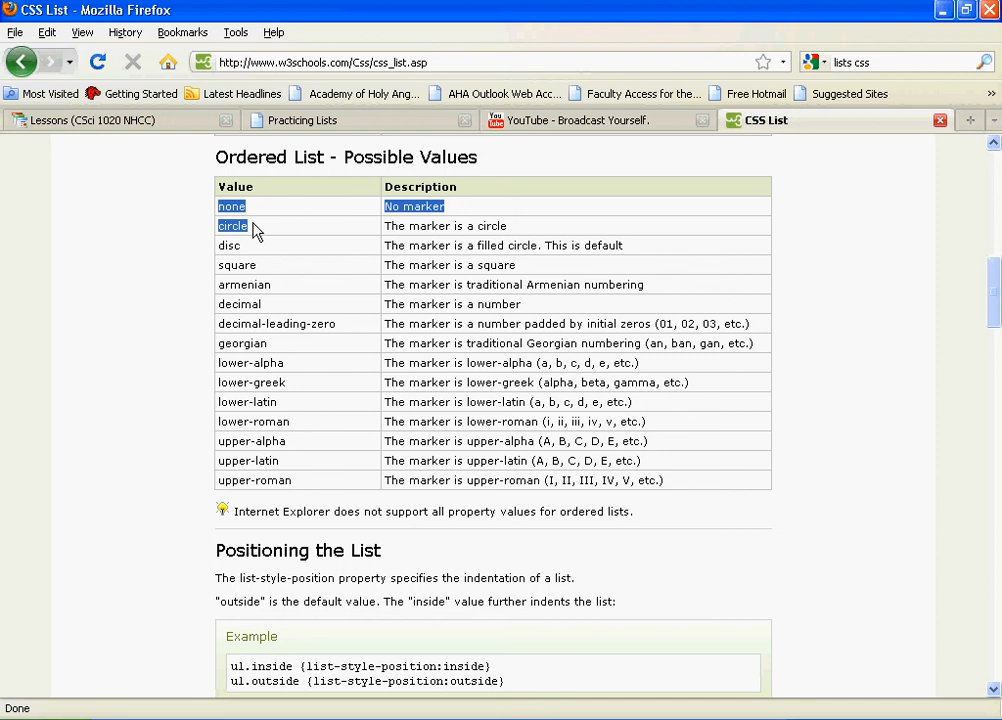 CSS List - Mozilla Firefox
File Edit View History Bookmarks Tools Help
http://www.w3schools.com/Css/css_list.asp lists css
Most Visited Getting Started Latest Headlines Academy of Holy Ang... AHA Outlook Web Acc... Faculty Access for the... Free Hotmail Suggested Sites »
Lessons (CSci 1020 NHCC) Practicing Lists You Tube YouTube - Broadcast Yourself. CSS List
Ordered List - Possible Values
Value Description
none No marker
circle The marker is a circle
disc The marker is a filled circle. This is default
square The marker is a square
armenian The marker is traditional Armenian numbering
decimal The marker is a number
decimal-leading-zero The marker is a number padded by initial zeros (01, 02, 03, etc.)
georgian The marker is traditional Georgian numbering (an, ban, gan, etc.)
lower-alpha The marker is lower-alpha (a, b, c, d, e, etc.)
lower-greek The marker is lower-greek (alpha, beta, gamma, etc.)
lower-latin The marker is lower-latin (a, b, c, d, e, etc.)
lower-roman The marker is lower-roman (i, ii, iii, iv, v, etc.)
upper-alpha The marker is upper-alpha (A, B, C, D, E, etc.)
upper-latin The marker is upper-latin (A, B, C, D, E, etc.)
upper-roman The marker is upper-roman (I, II, III, IV, V, etc.)
Internet Explorer does not support all property values for ordered lists.
Positioning the List
The list-style-position property specifies the indentation of a list.
"outside" is the default value. The "inside" value further indents the list:
Example
ul.inside {list-style-position:inside}
ul.outside {list-style-position:outside}
Done